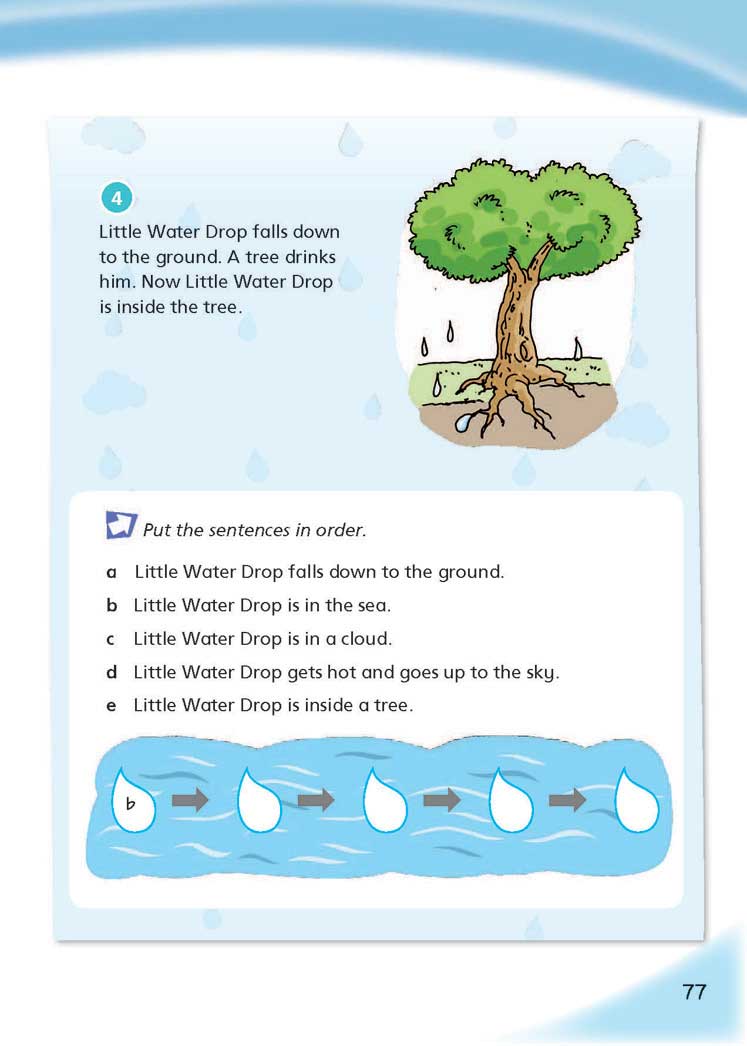 4
Little Water Drop falls down
to the ground. A tree drinks
him. Now Little Water Drop
is inside the tree.
Put the sentences in order.
a Little Water Drop falls down to the ground.
b Little Water Drop is in the sea.
c Little Water Drop is in a cloud.
d Little Water Drop gets hot and goes up to the sky.
e Little Water Drop is inside a tree.
b
77